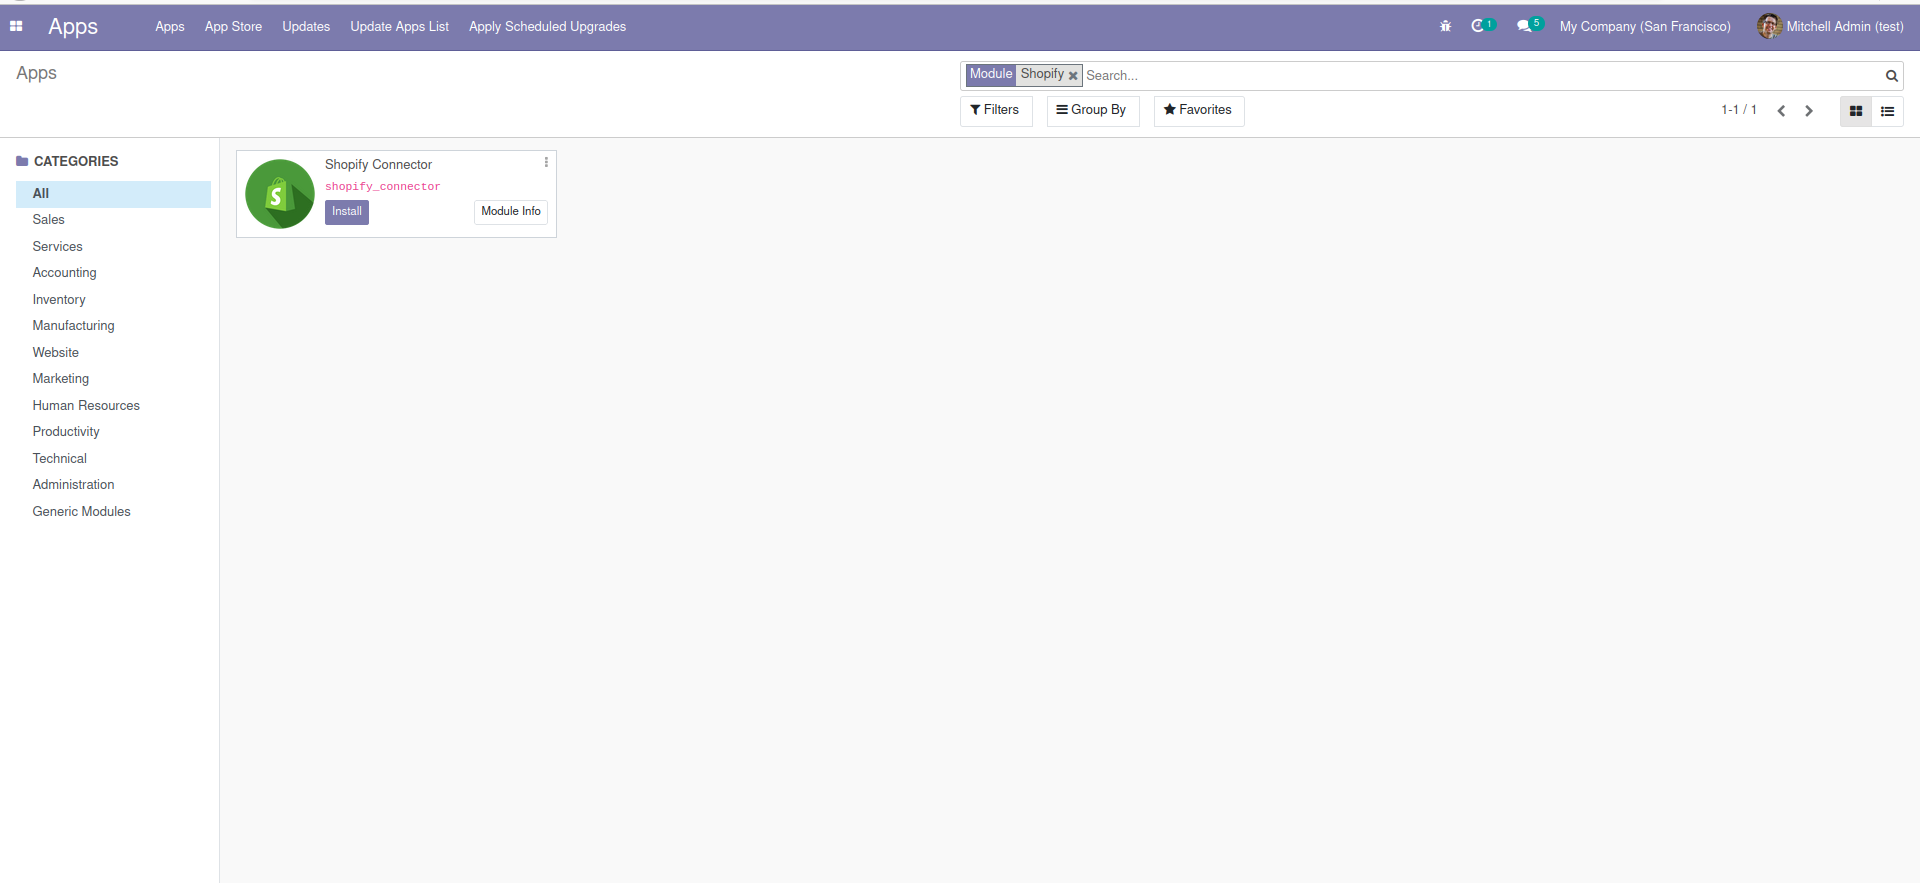 Apps
Apps App Store Updates Update Apps List Apply Scheduled Upgrades
1 5 My Company (San Francisco) Mitchell Admin (test)
Apps
Module Shopify Search...
Filters Group By Favorites
1-1 / 1
CATEGORIES
All
Sales
Services
Accounting
Inventory
Manufacturing
Website
Marketing
Human Resources
Productivity
Technical
Administration
Generic Modules
S
Shopify Connector
shopify_connector
Install Module Info